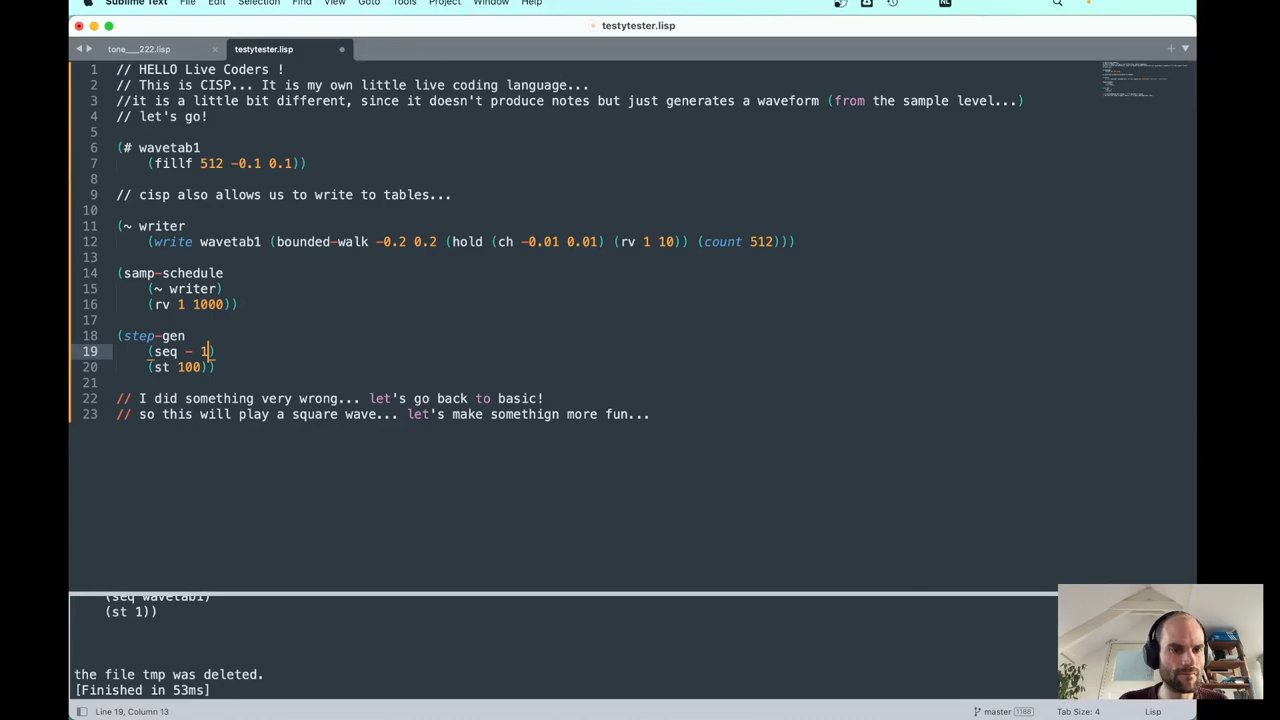 Sublime Text File Edit Selection Find View Goto Tools Project Window Help NL
testytester.lisp
tone___222.lisp testytester.lisp
1 // HELLO Live Coders !
2 // This is CISP... It is my own little live coding language...
3 //it is a little bit different, since it doesn't produce notes but just generates a waveform (from the sample level...)
4 // let's go!
5
6 (# wavetab1
7 (fillf 512 -0.1 0.1))
8
9 // cisp also allows us to write to tables...
10
11 (~ writer
12 (write wavetab1 (bounded-walk -0.2 0.2 (hold (ch -0.01 0.01) (rv 1 10)) (count 512)))
13
14 (samp-schedule
15 (~ writer)
16 (rv 1 1000))
17
18 (step-gen
19 (seq - 1)
20 (st 100))
21
22 // I did something very wrong... let's go back to basic!
23 // so this will play a square wave... let's make somethign more fun...
(seq wavetab1)
(st 1))
the file tmp was deleted.
[Finished in 53ms]
Line 19, Column 13 master 1186 Tab Size: 4 Lisp